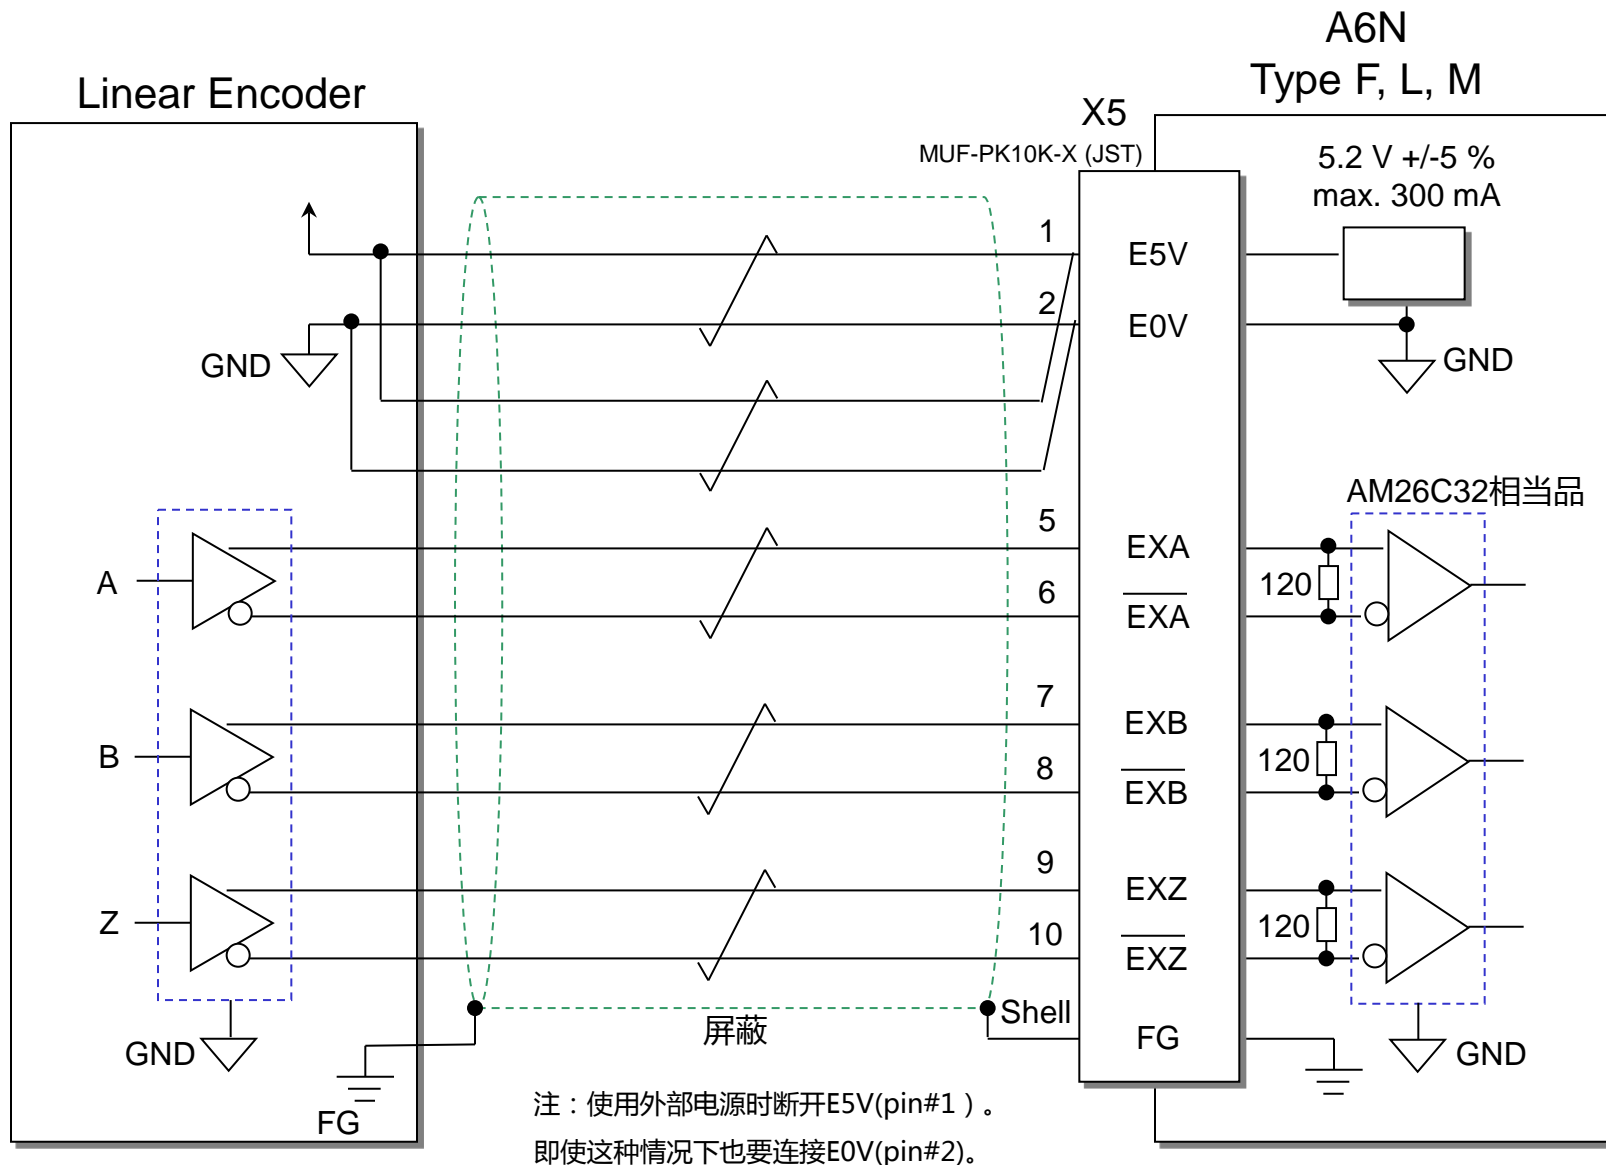 A6N
Type F, L, M
Linear Encoder
X5
MUF-PK10K-X (JST)
5.2 V +/-5 %
max. 300 mA
1
E5V
2
E0V
GND
GND
AM26C32相当品
5
EXA
A
120
6
EXA
7
EXB
B
120
8
EXB
9
EXZ
Z
120
10
EXZ
Shell
屏蔽
FG
GND
GND
FG
注：使用外部电源时断开E5V(pin#1）。
即使这种情况下也要连接E0V(pin#2)。